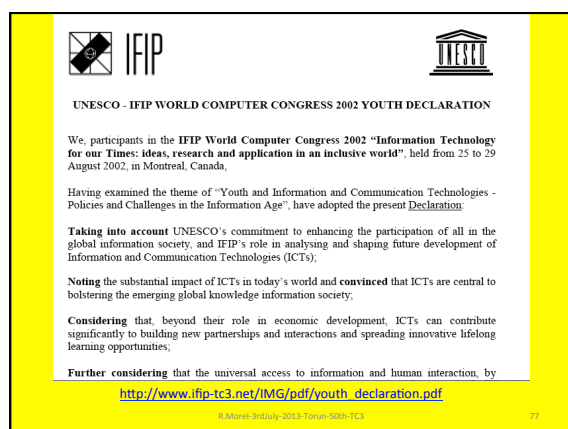 IFIP
UNESCO
UNESCO - IFIP WORLD COMPUTER CONGRESS 2002 YOUTH DECLARATION
We, participants in the IFIP World Computer Congress 2002 “Information Technology
for our Times: ideas, research and application in an inclusive world”, held from 25 to 29
August 2002, in Montreal, Canada,
Having examined the theme of “Youth and Information and Communication Technologies -
Policies and Challenges in the Information Age”, have adopted the present Declaration:
Taking into account UNESCO’s commitment to enhancing the participation of all in the
global information society, and IFIP’s role in analysing and shaping future development of
Information and Communication Technologies (ICTs);
Noting the substantial impact of ICTs in today’s world and convinced that ICTs are central to
bolstering the emerging global knowledge information society;
Considering that, beyond their role in economic development, ICTs can contribute
significantly to building new partnerships and interactions and spreading innovative lifelong
learning opportunities;
Further considering that the universal access to information and human interaction, by
http://www.ifip-tc3.net/IMG/pdf/youth_declaration.pdf
R.Morel-3rdJuly-2013-Torun-50th-TC3
77